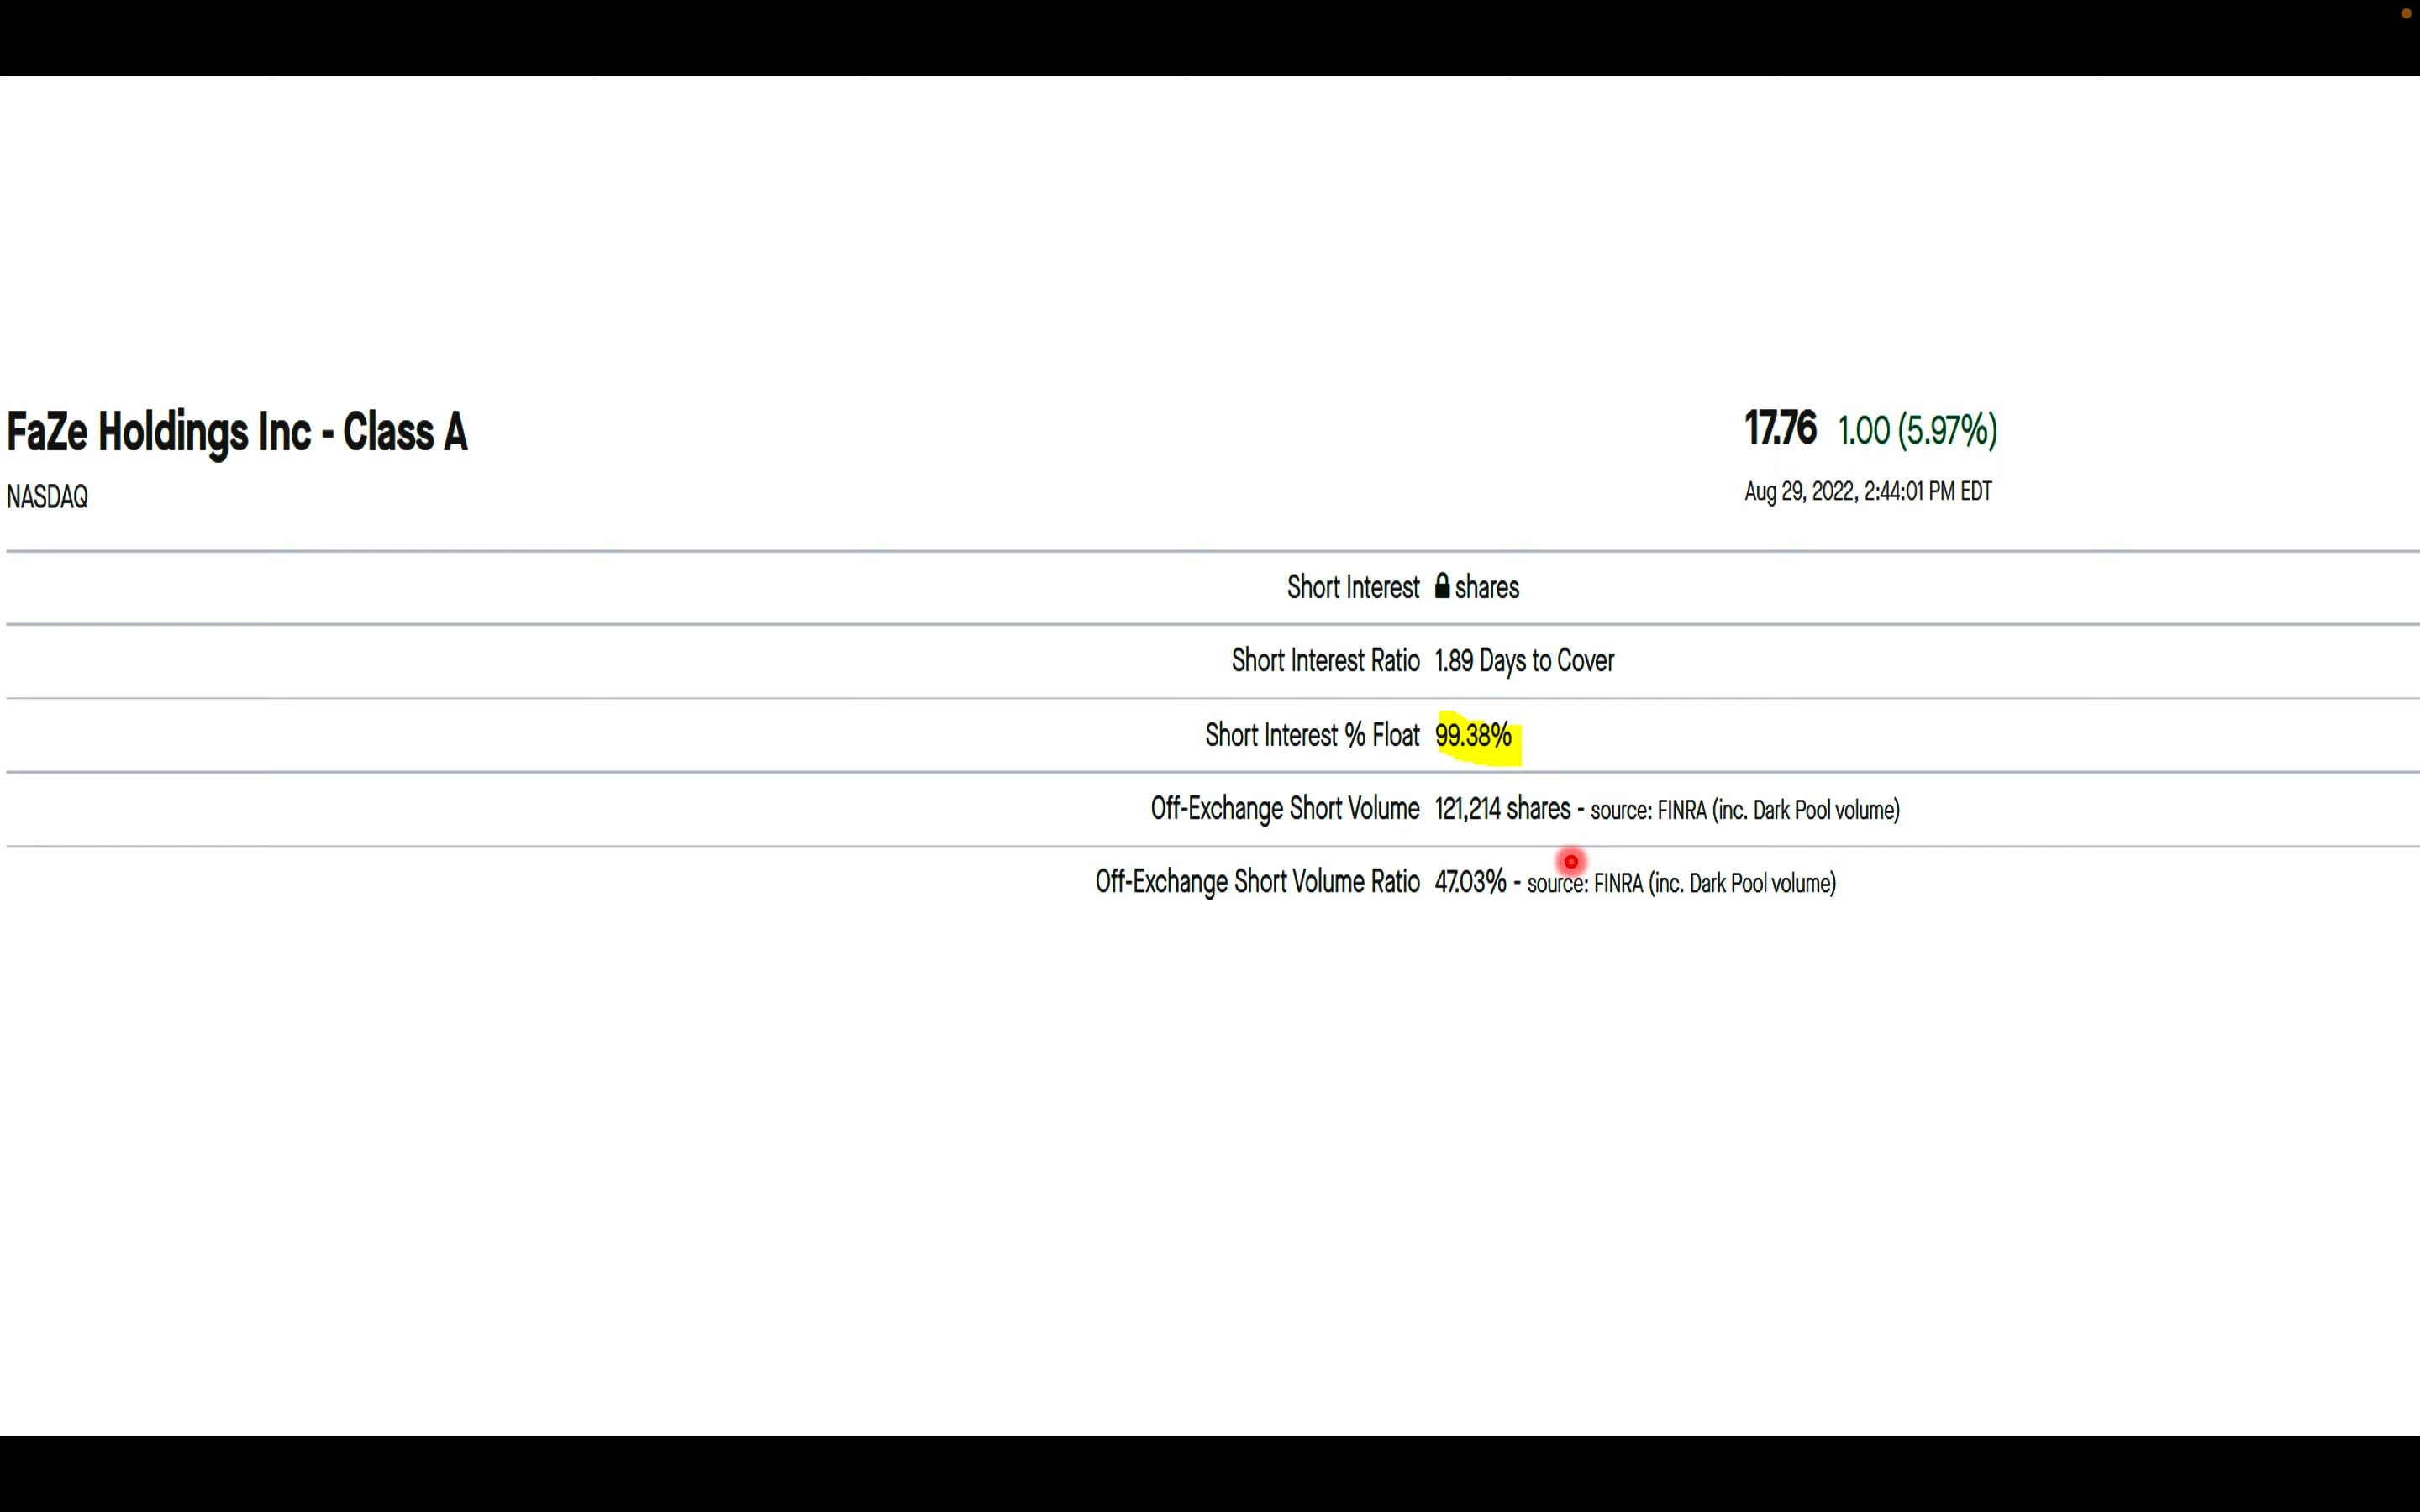 FaZe Holdings Inc - Class A
17.76 1.00 (5.97%)
NASDAQ
Aug 29, 2022, 2:44:01 PM EDT
Short Interest shares
Short Interest Ratio 1.89 Days to Cover
Short Interest % Float 99.38%
Off-Exchange Short Volume 121,214 shares - source: FINRA (inc. Dark Pool volume)
Off-Exchange Short Volume Ratio 47.03% - source: FINRA (inc. Dark Pool volume)